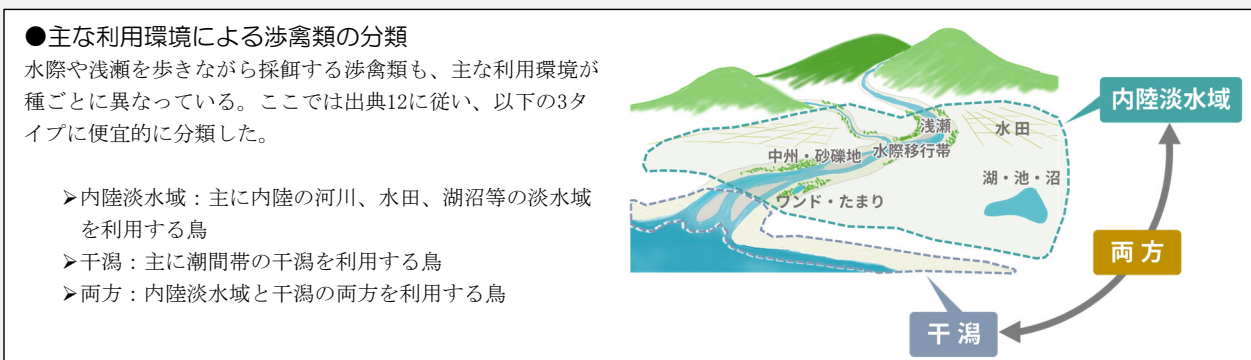 ●主な利用環境による渉禽類の分類
水際や浅瀬を歩きながら採餌する渉禽類も、主な利用環境が
種ごとに異なっている。ここでは出典12に従い、以下の3タ
イプに便宜的に分類した。
➢内陸淡水域：主に内陸の河川、水田、湖沼等の淡水域
を利用する鳥
➢干潟：主に潮間帯の干潟を利用する鳥
➢両方：内陸淡水域と干潟の両方を利用する鳥
内陸淡水域
浅瀬
水田
中州・砂礫地
水際移行帯
湖・池・沼
ワンド・たまり
両方
干潟